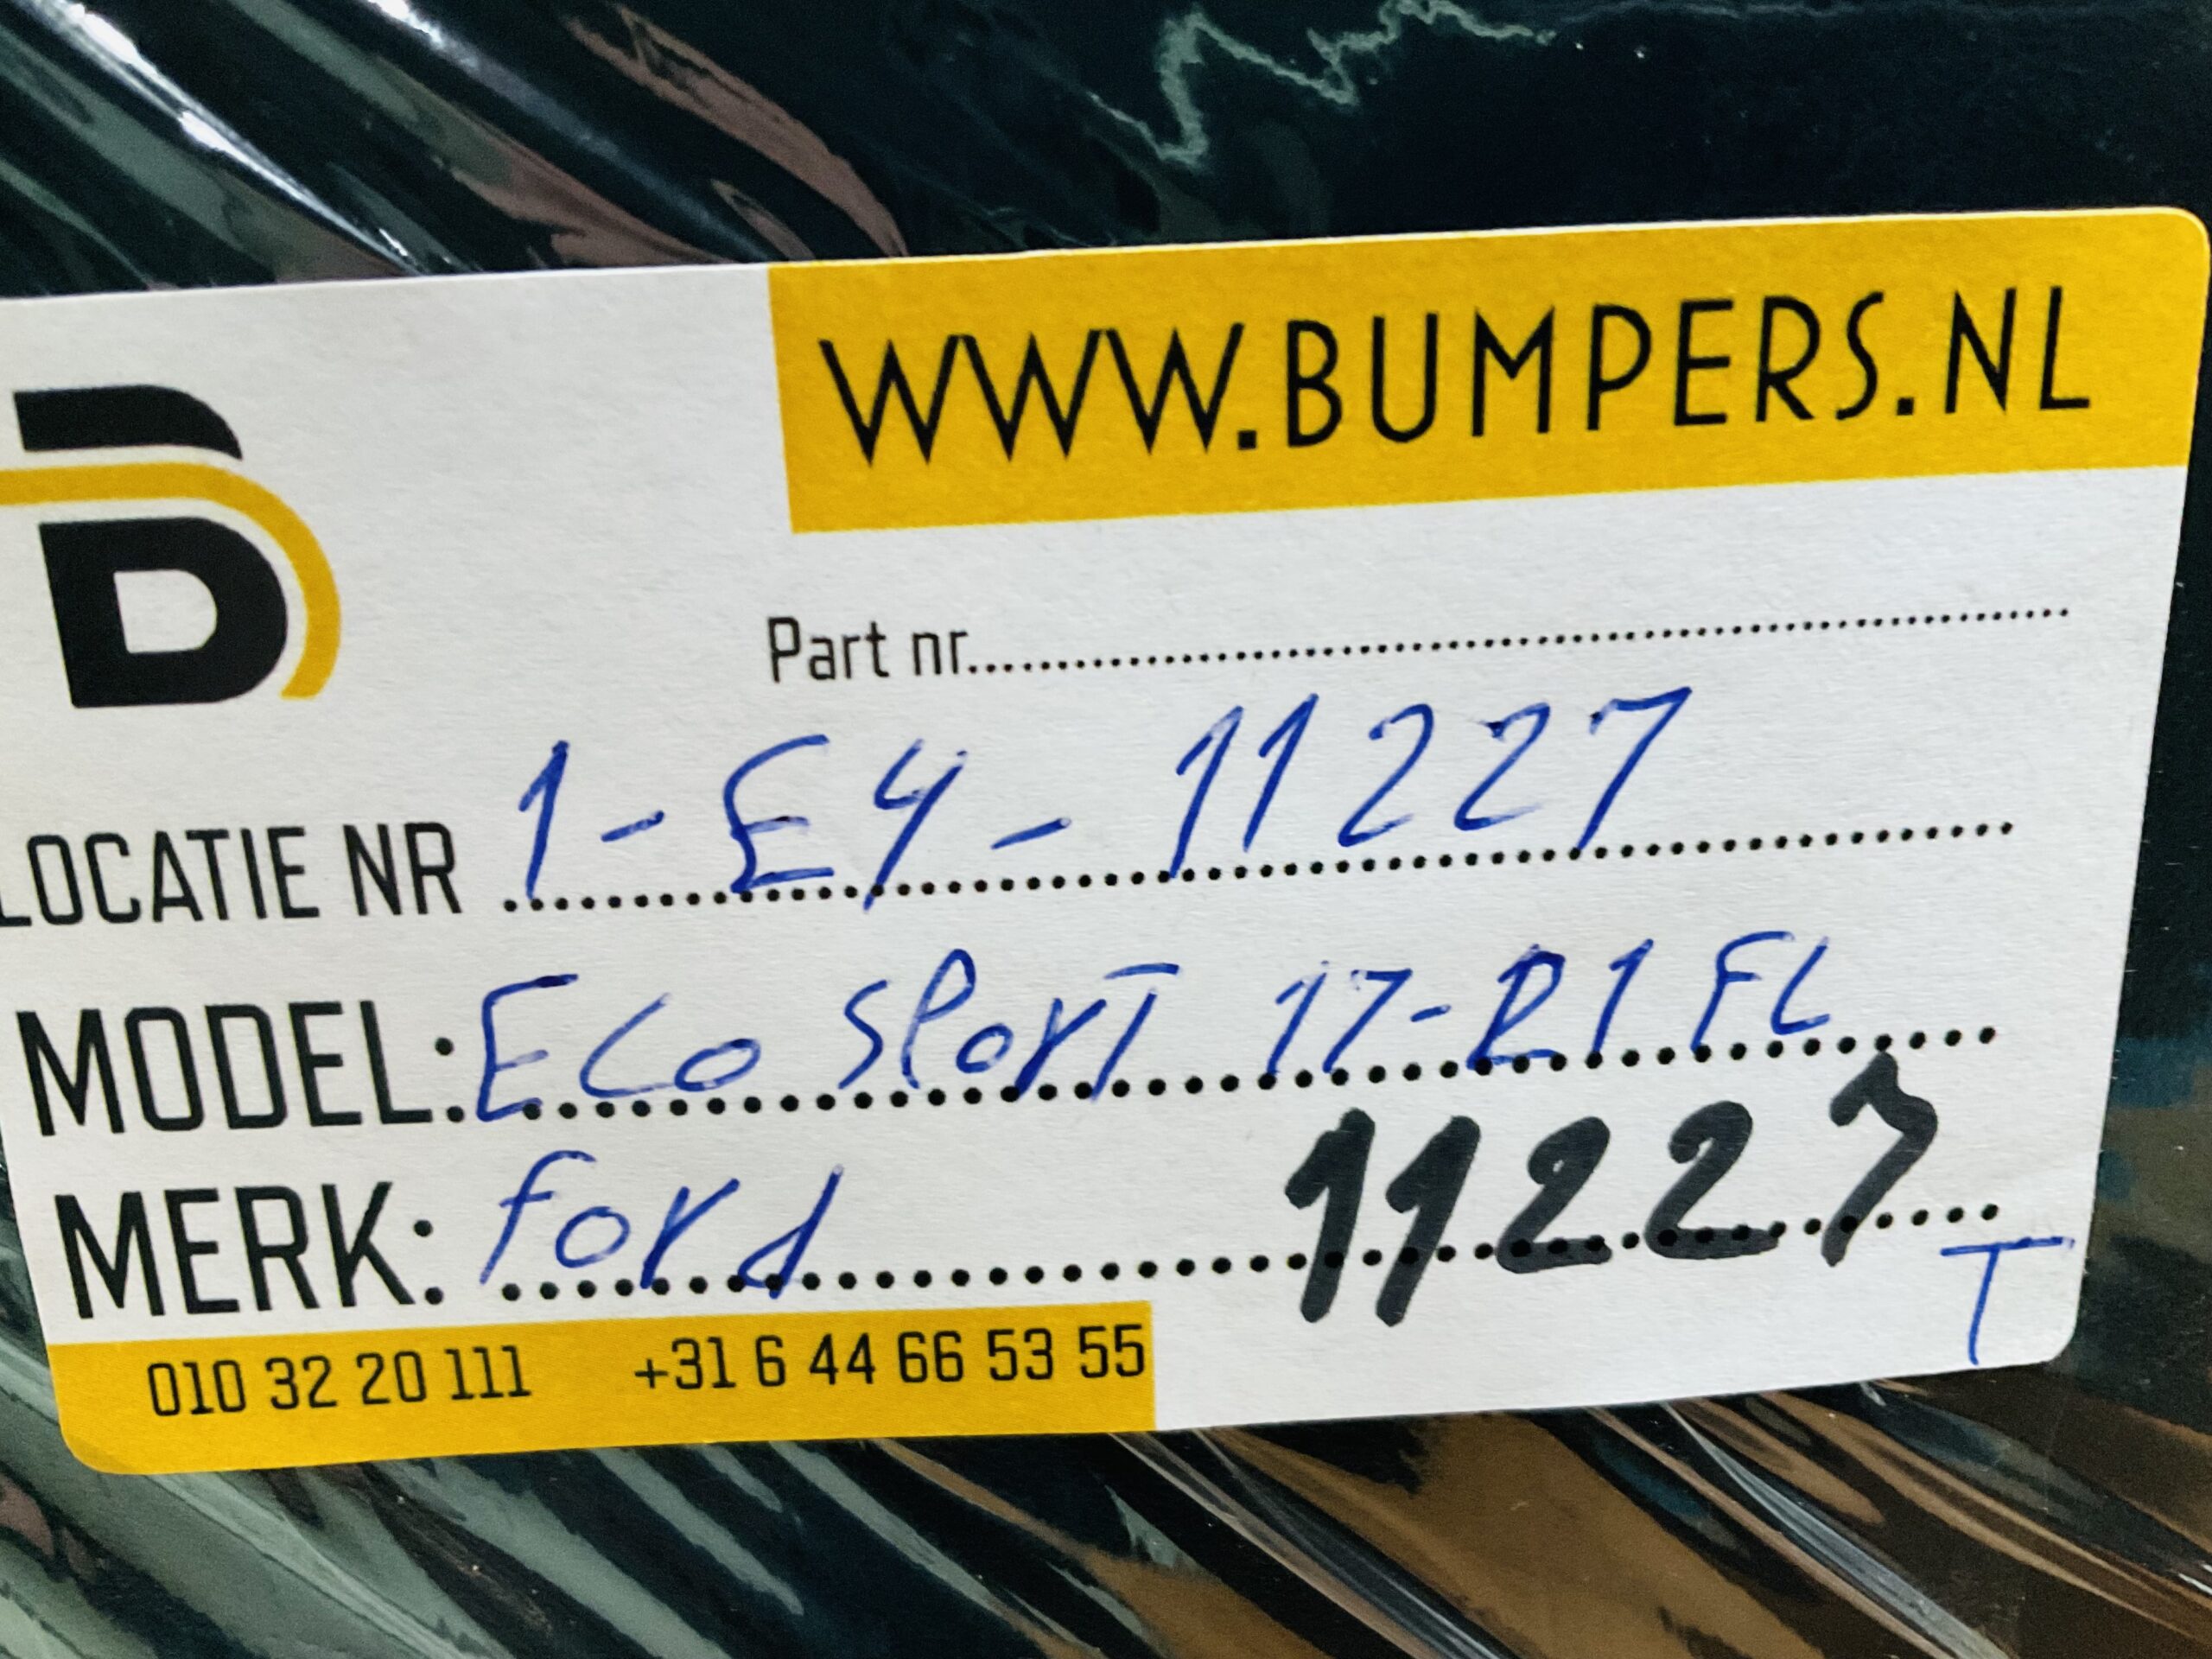 WWW.BUMPERS.NL
Part nr.
LOCATIE NR 1-E4-11227
MODEL: ECo SPorT 17-21 FL
MERK: ford 11227
T
010 32 20 111 +31 6 44 66 53 55